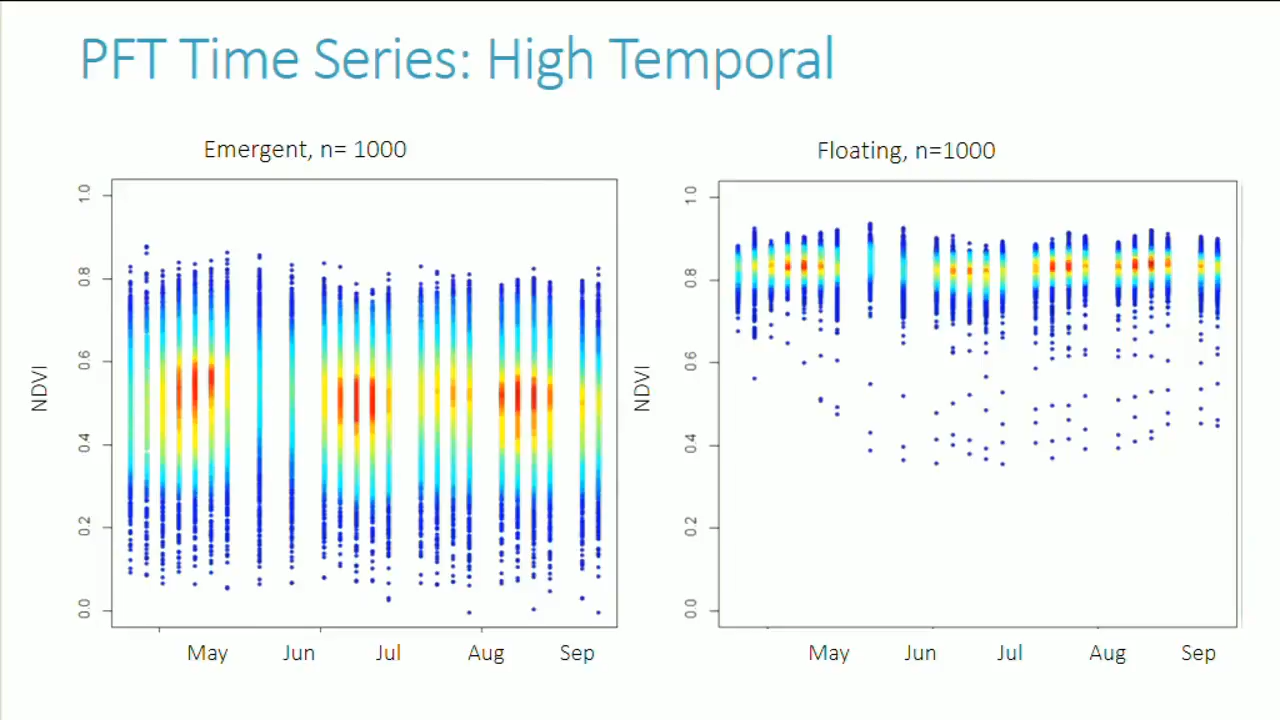 PFT Time Series: High Temporal
Emergent, n= 1000
Floating, n=1000
1.0
0.8
0.6
0.4
0.2
0.0
NDVI
May Jun Jul Aug Sep
1.0
0.8
0.6
0.4
0.2
0.0
NDVI
May Jun Jul Aug Sep